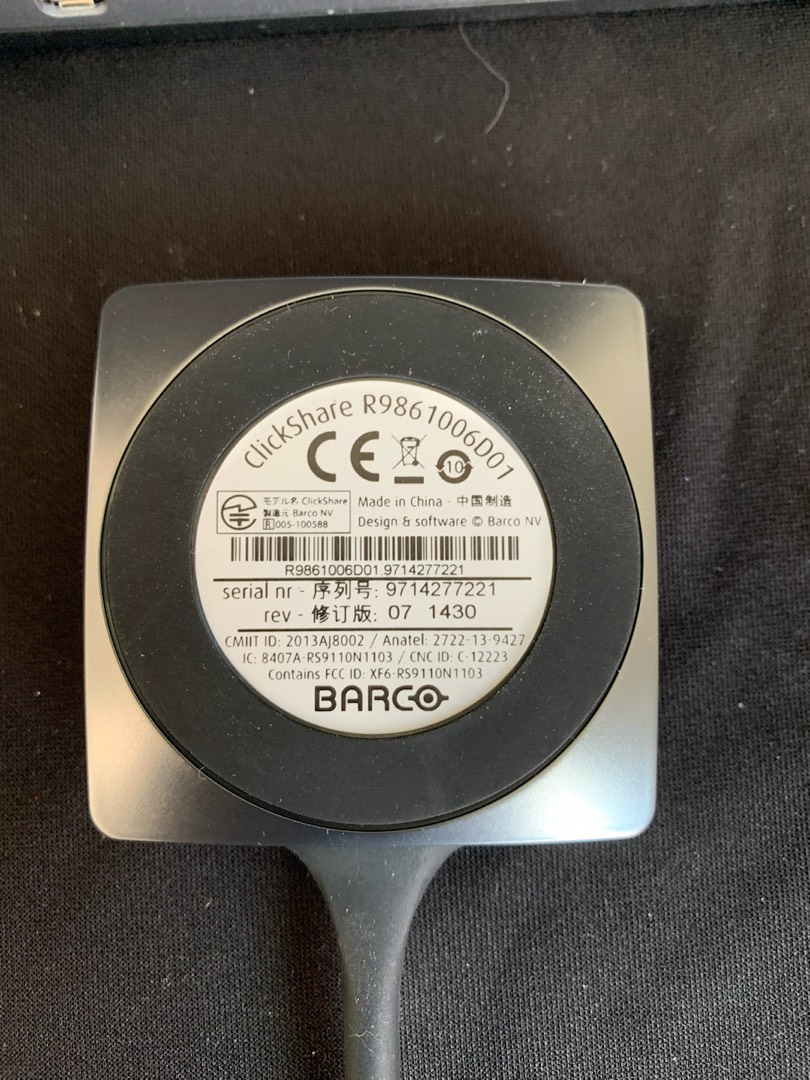 ClickShare R9861006D01
CE 10
モデル名 ClickShare
製造元 Barco NV
R 005-100588
Made in China - 中国制造
Design & software © Barco NV
R9861006D01.9714277221
serial nr - 序列号: 9714277221
rev - 修订版: 07 1430
CMIIT ID: 2013AJ8002 / Anatel: 2722-13-9427
IC: 8407A-RS9110N1103 / CNC ID: C-12223
Contains FCC ID: XF6-RS9110N1103
BARCO